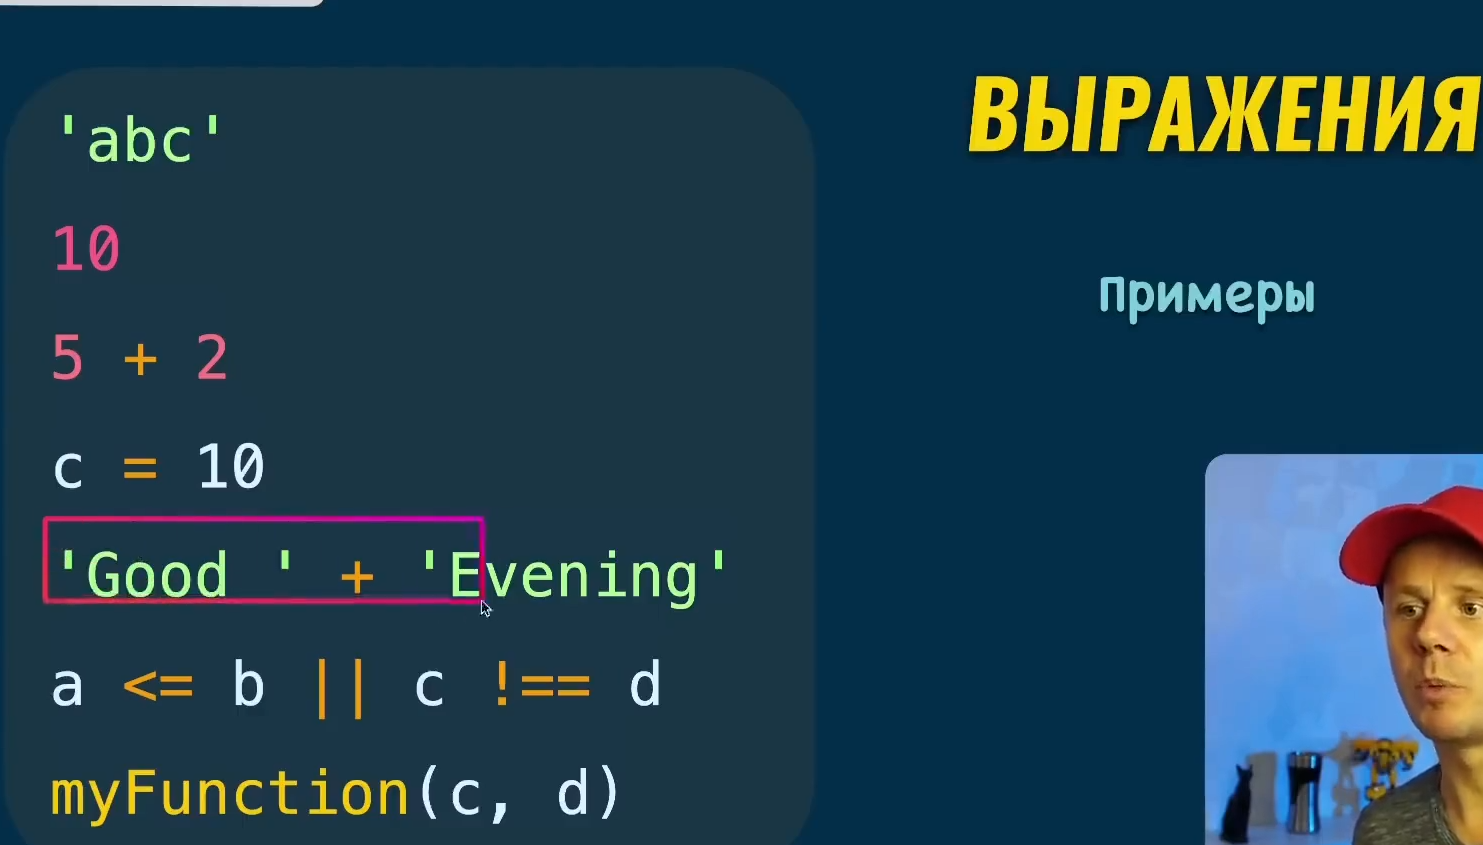 'abc'
10
5 + 2
c = 10
'Good ' + 'Evening'
a <= b || c !== d
myFunction(c, d)
ВЫРАЖЕНИЯ
Примеры